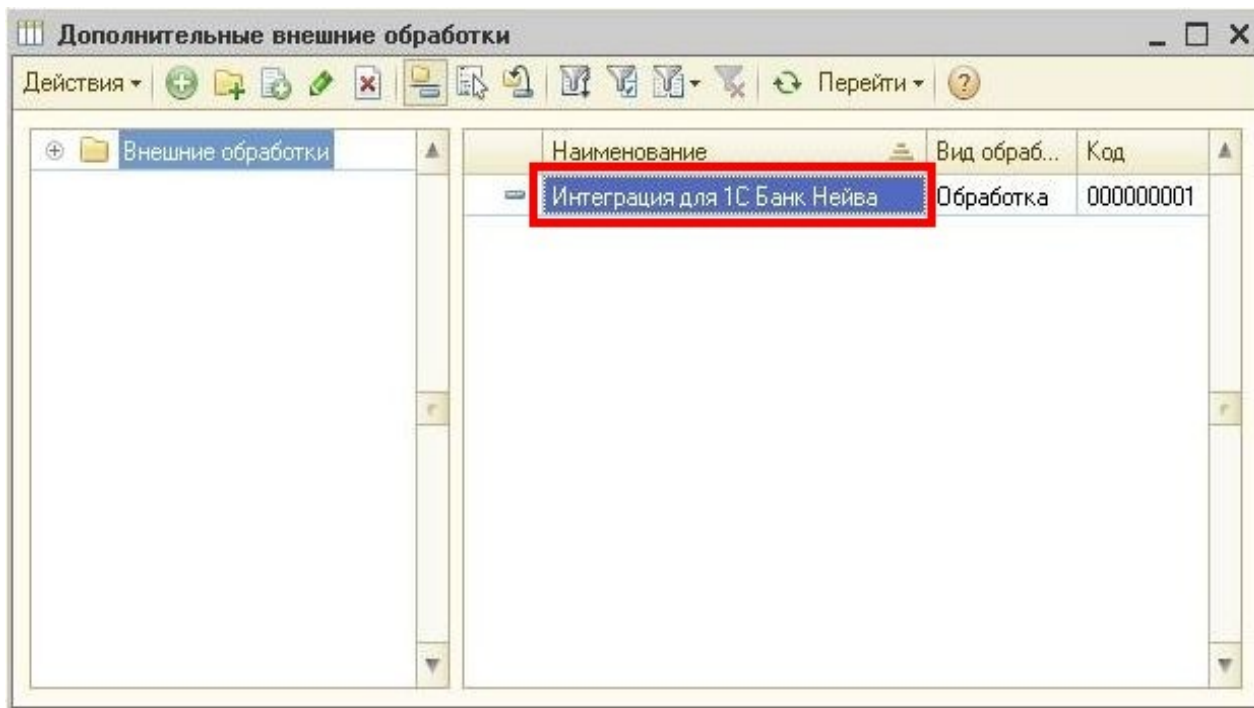 Дополнительные внешние обработки
Действия Перейти ?
Внешние обработки
Наименование Вид обраб... Код
Интеграция для 1С Банк Нейва Обработка 000000001